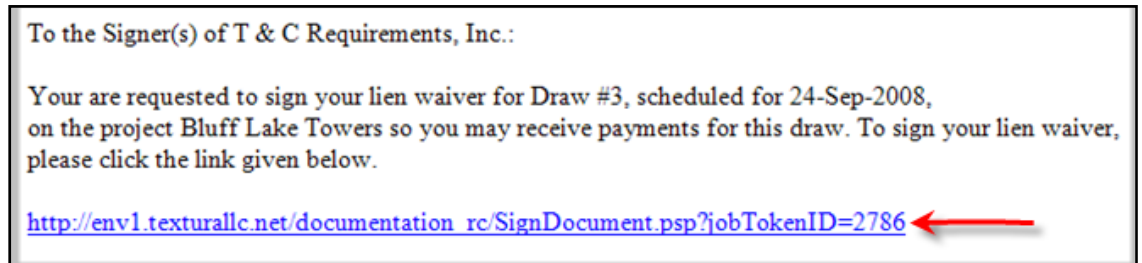 To the Signer(s) of T & C Requirements, Inc.:
Your are requested to sign your lien waiver for Draw #3, scheduled for 24-Sep-2008,
on the project Bluff Lake Towers so you may receive payments for this draw. To sign your lien waiver,
please click the link given below.
http://env1.texturallc.net/documentation_rc/SignDocument.psp?jobTokenID=2786